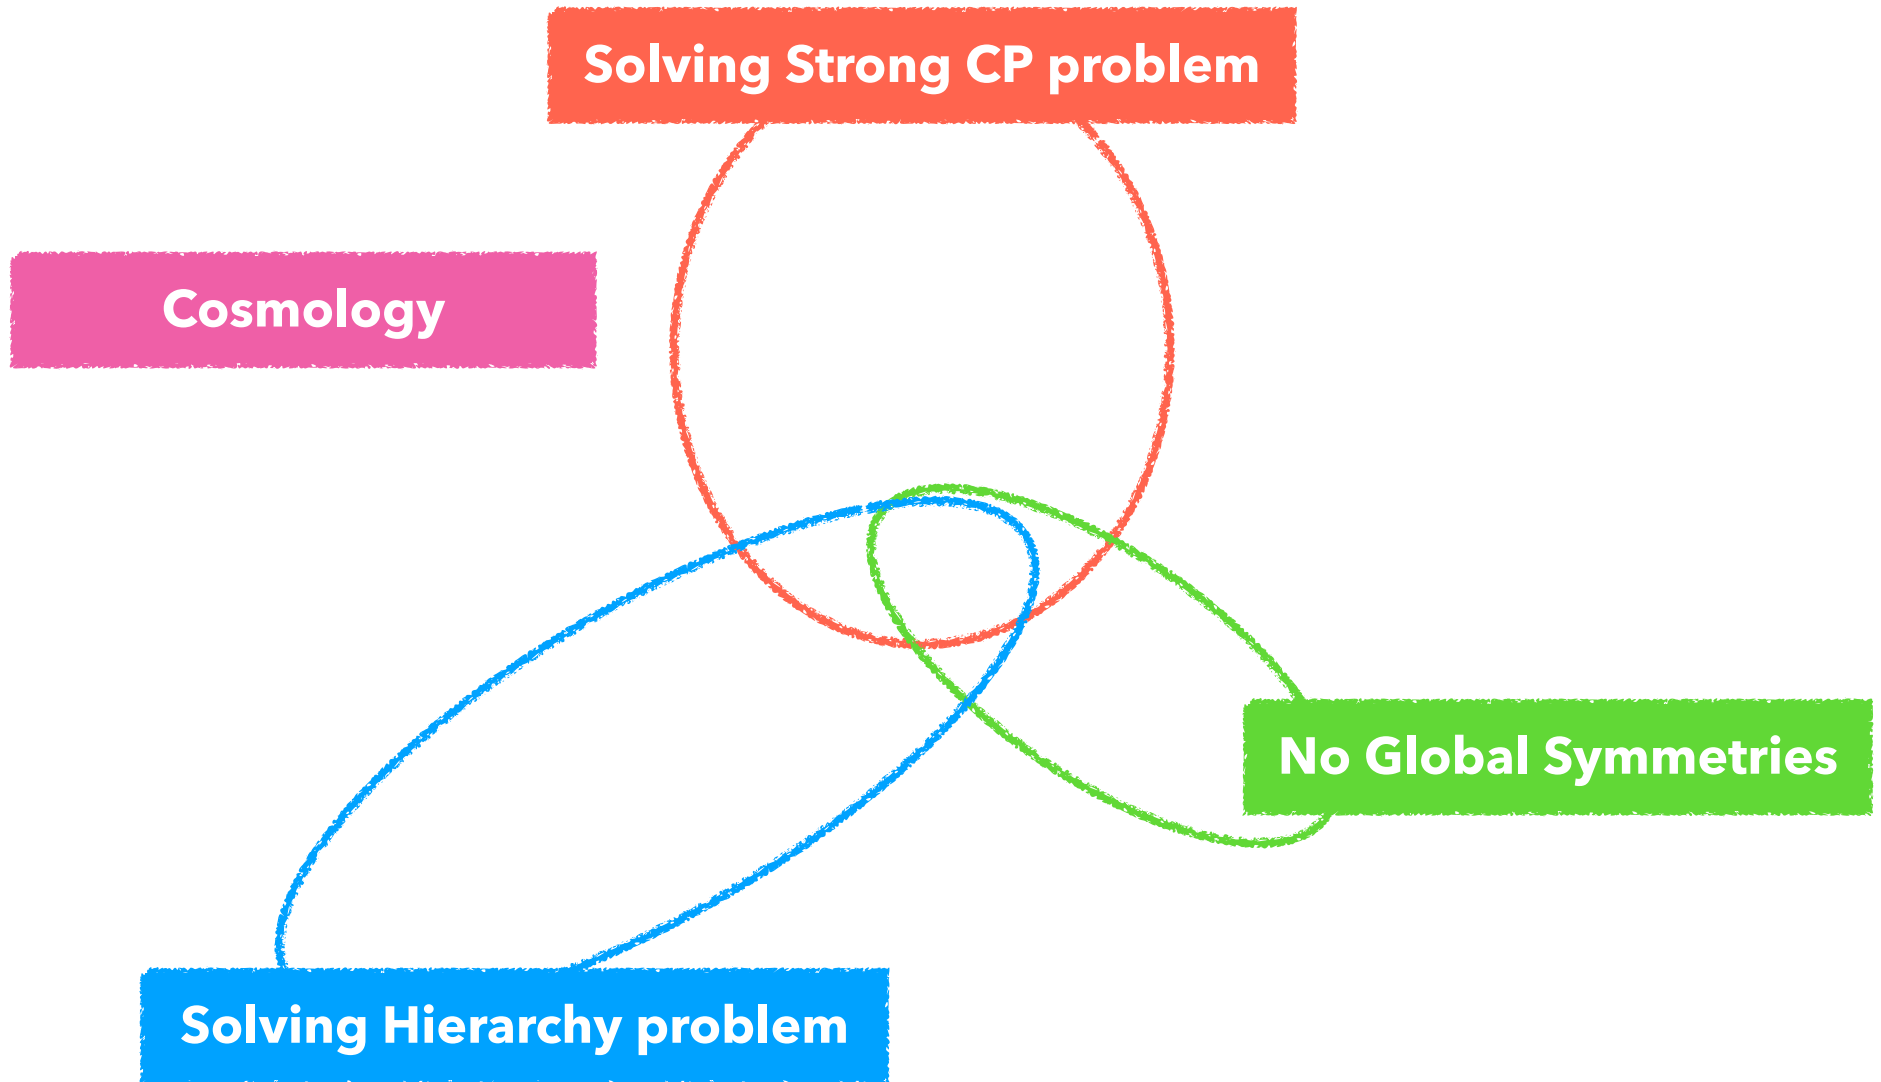 Solving Strong CP problem
Cosmology
No Global Symmetries
Solving Hierarchy problem